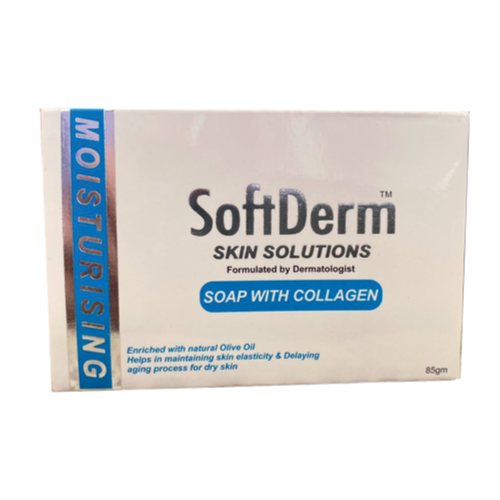 MOISTURISING
SoftDerm™
SKIN SOLUTIONS
Formulated by Dermatologist
SOAP WITH COLLAGEN
Enriched with natural Olive Oil
Helps in maintaining skin elasticity & Delaying
aging process for dry skin
85gm